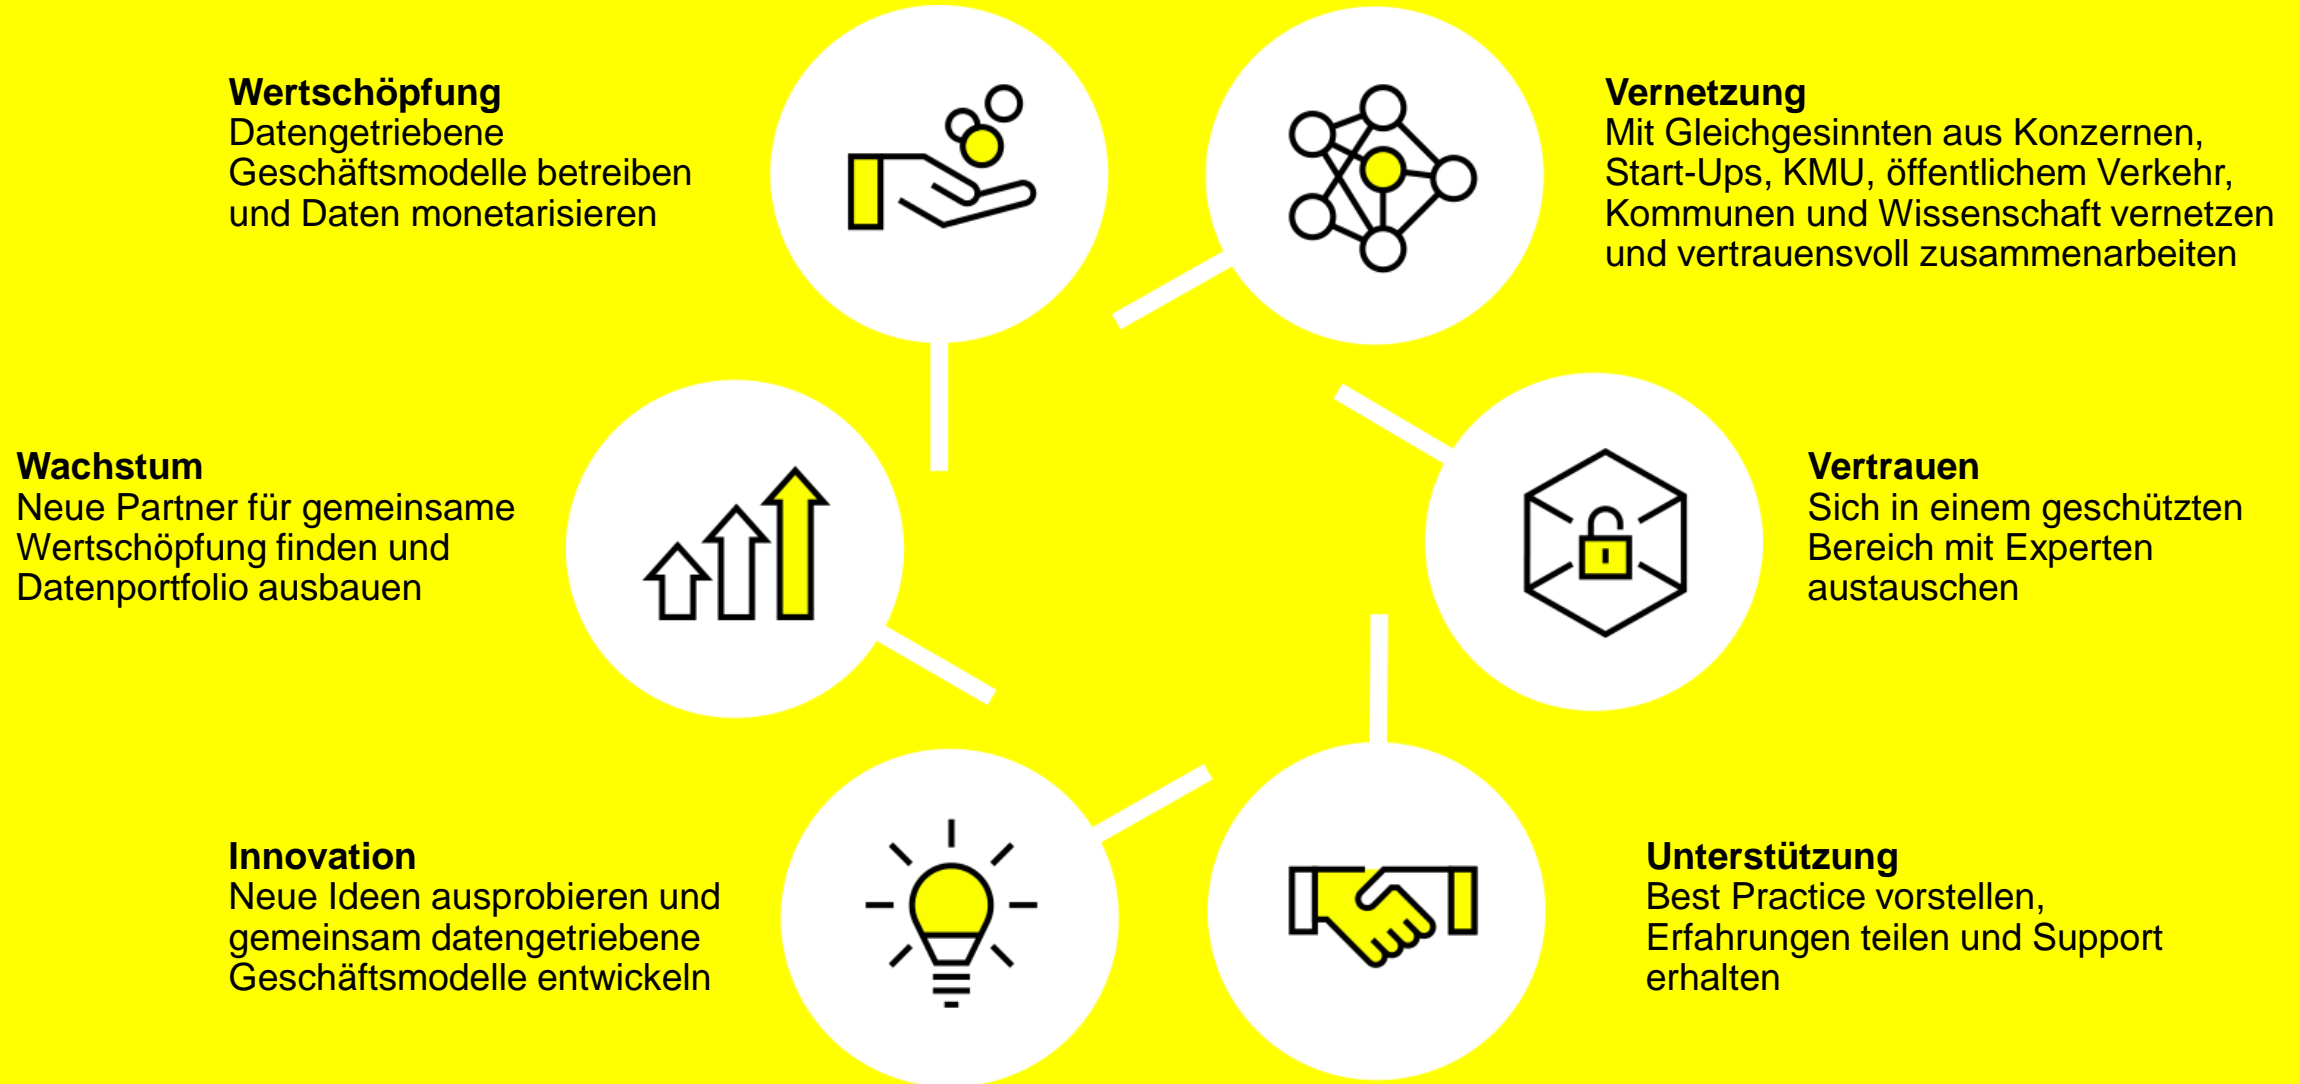 Wertschöpfung
Datengetriebene
Geschäftsmodelle betreiben
und Daten monetarisieren
Vernetzung
Mit Gleichgesinnten aus Konzernen,
Start-Ups, KMU, öffentlichem Verkehr,
Kommunen und Wissenschaft vernetzen
und vertrauensvoll zusammenarbeiten
Wachstum
Neue Partner für gemeinsame
Wertschöpfung finden und
Datenportfolio ausbauen
Vertrauen
Sich in einem geschützten
Bereich mit Experten
austauschen
Innovation
Neue Ideen ausprobieren und
gemeinsam datengetriebene
Geschäftsmodelle entwickeln
Unterstützung
Best Practice vorstellen,
Erfahrungen teilen und Support
erhalten